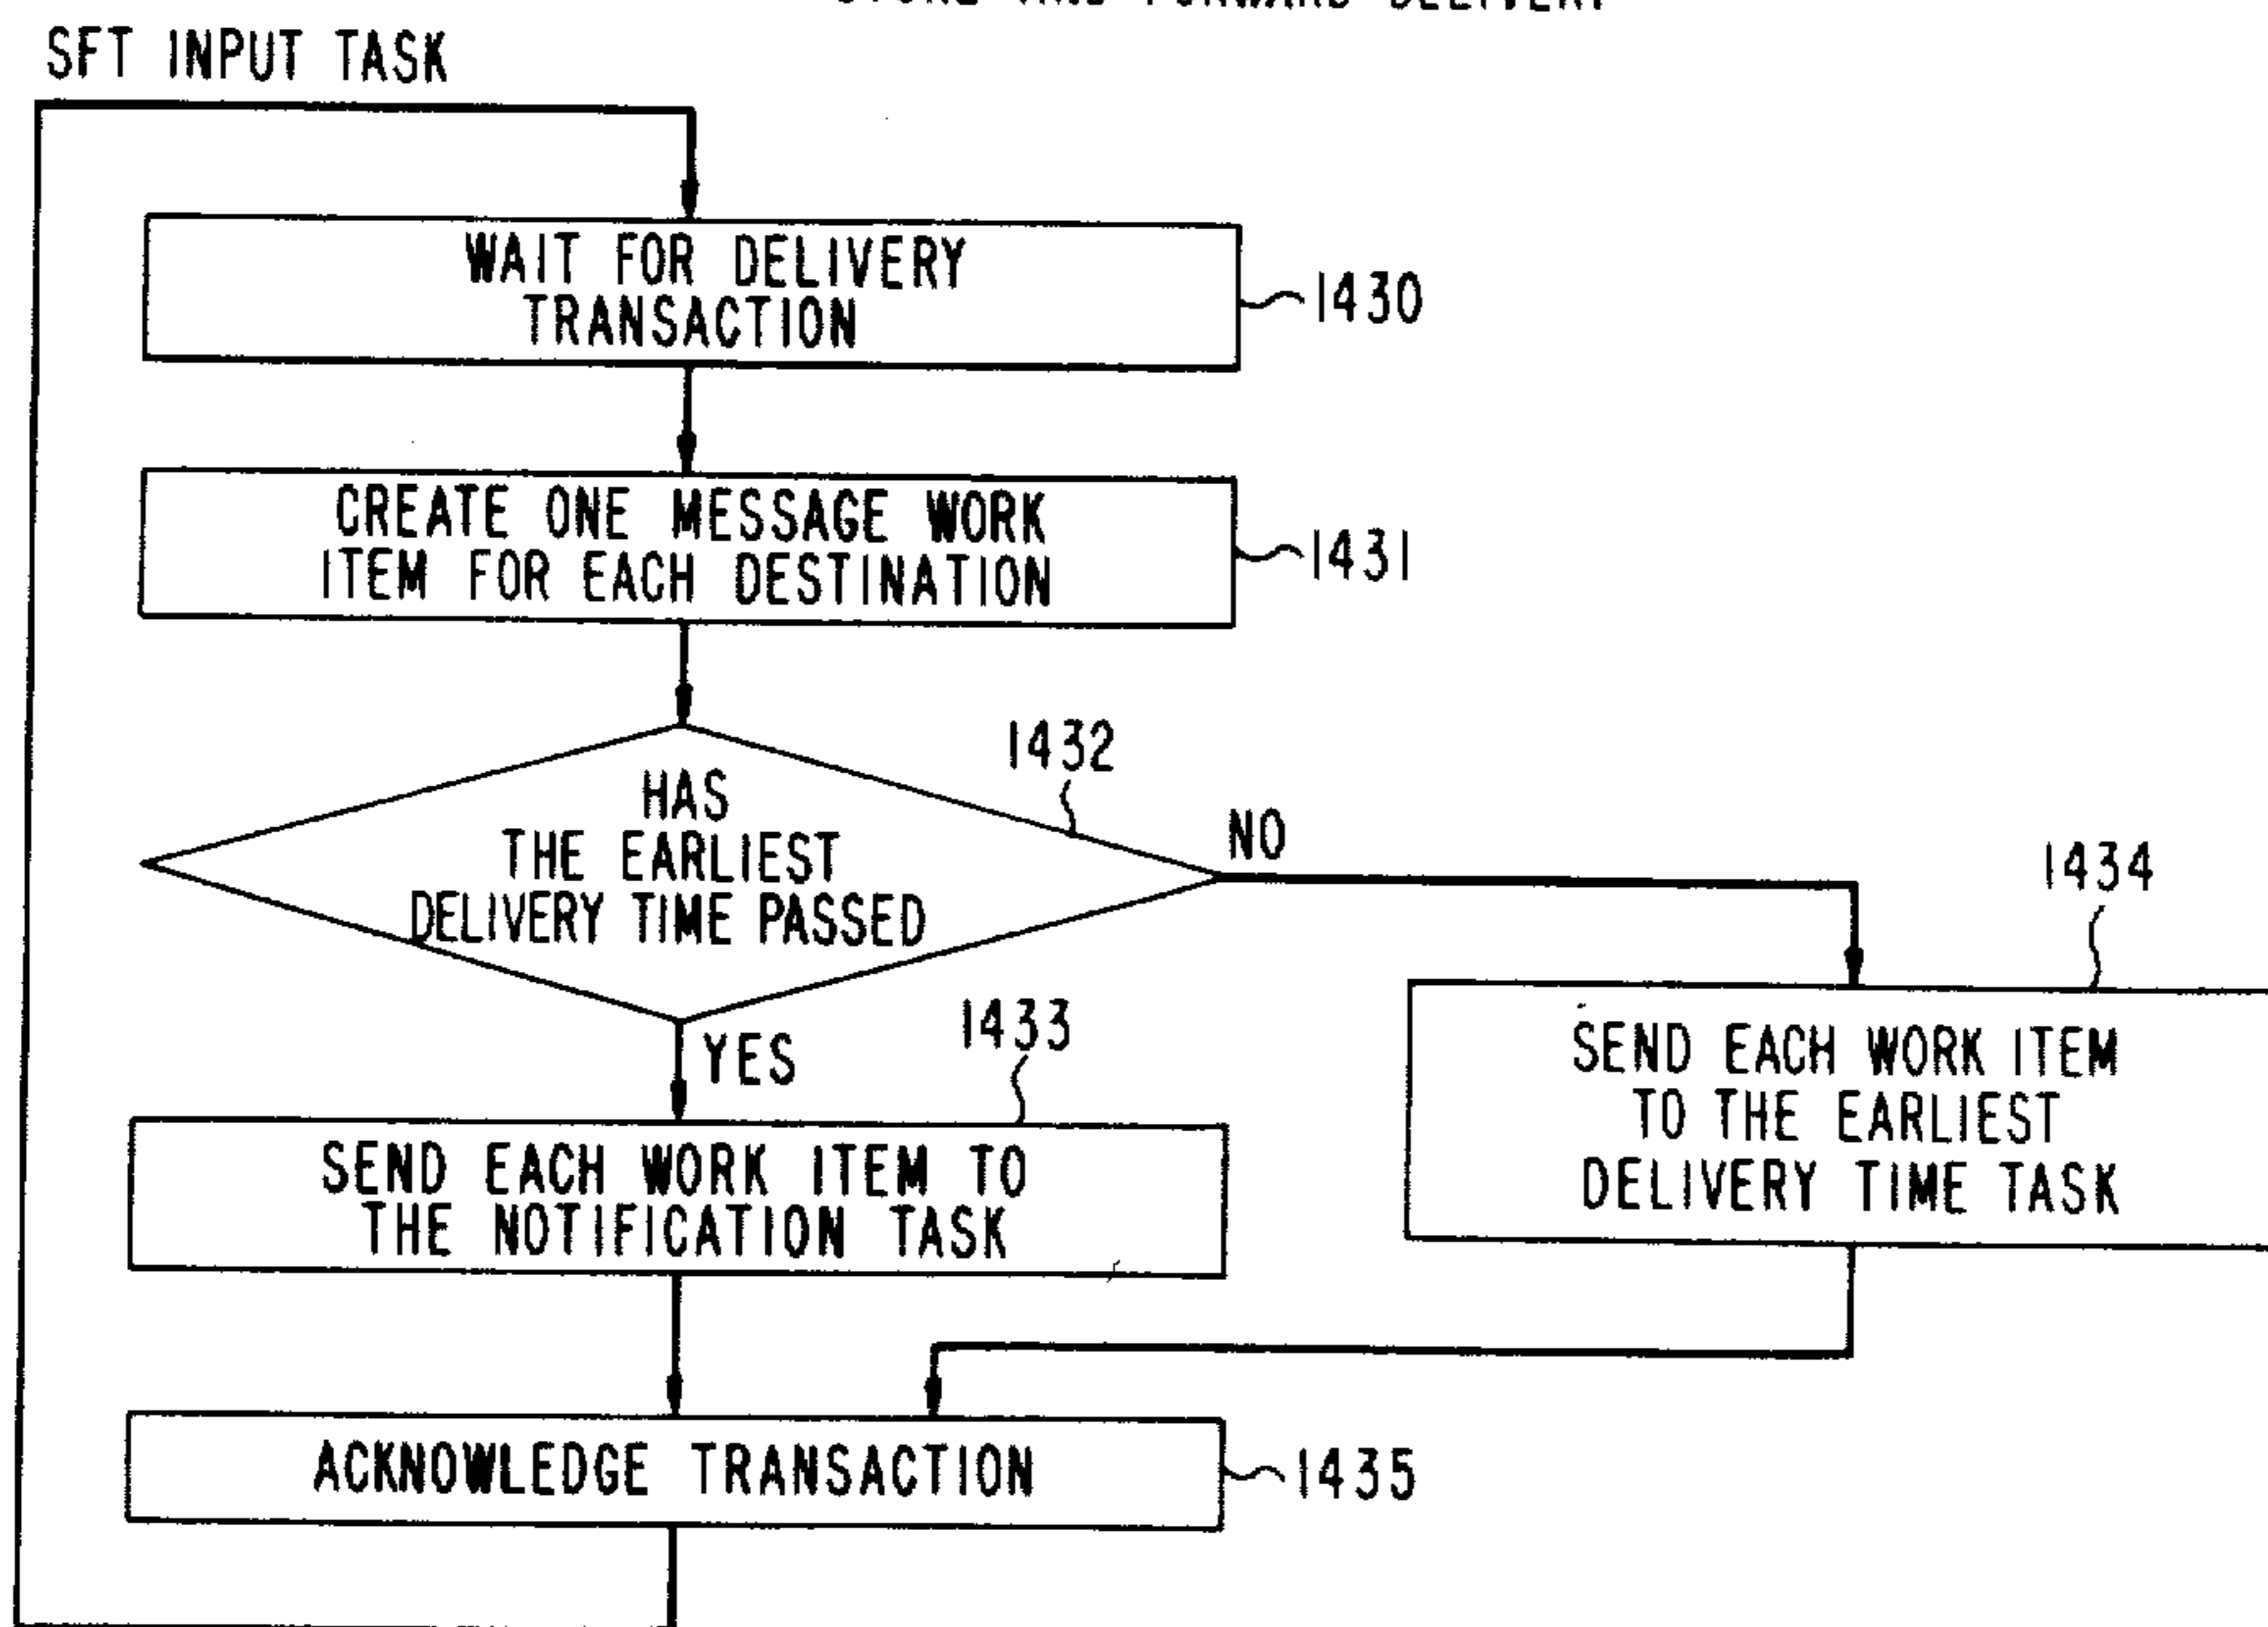 FORWARD DELIVERY
SFT INPUT TASK
WAIT FOR DELIVERY
TRANSACTION
1430
CREATE ONE MESSAGE WORK
ITEM FOR EACH DESTINATION
1431
1432
HAS
THE EARLIEST
DELIVERY TIME PASSED
NO
1434
YES
1433
SEND EACH WORK ITEM
TO THE EARLIEST
DELIVERY TIME TASK
SEND EACH WORK ITEM TO
THE NOTIFICATION TASK
ACKNOWLEDGE TRANSACTION
1435